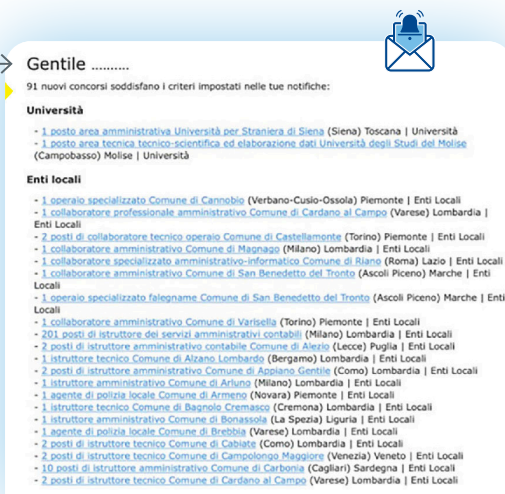 Gentile ..........
91 nuovi concorsi soddisfano i criteri impostati nelle tue notifiche:
Università
- 1 posto area amministrativa Università per Straniera di Siena (Siena) Toscana | Università
- 1 posto area tecnica tecnico-scientifica ed elaborazione dati Università degli Studi del Molise
(Campobasso) Molise | Università
Enti locali
- 1 operaio specializzato Comune di Cannobio (Verbano-Cusio-Ossola) Piemonte | Enti Locali
- 1 collaboratore professionale amministrativo Comune di Cardano al Campo (Varese) Lombardia |
Enti Locali
- 2 posti di collaboratore tecnico operaio Comune di Castellamonte (Torino) Piemonte | Enti Locali
- 1 collaboratore amministrativo Comune di Magnago (Milano) Lombardia | Enti Locali
- 1 collaboratore specializzato amministrativo-informatico Comune di Riano (Roma) Lazio | Enti Locali
- 1 collaboratore amministrativo Comune di San Benedetto del Tronto (Ascoli Piceno) Marche | Enti
Locali
- 1 operaio specializzato falegname Comune di San Benedetto del Tronto (Ascoli Piceno) Marche | Enti
Locali
- 1 collaboratore amministrativo Comune di Varisella (Torino) Piemonte | Enti Locali
- 201 posti di istruttore dei servizi amministrativi contabili (Milano) Lombardia | Enti Locali
- 2 posti di istruttore amministrativo contabile Comune di Alezio (Lecce) Puglia | Enti Locali
- 1 istruttore tecnico Comune di Alzano Lombardo (Bergamo) Lombardia | Enti Locali
- 2 posti di istruttore amministrativo Comune di Appiano Gentile (Como) Lombardia | Enti Locali
- 1 istruttore amministrativo Comune di Arluno (Milano) Lombardia | Enti Locali
- 1 agente di polizia locale Comune di Armeno (Novara) Piemonte | Enti Locali
- 1 istruttore tecnico Comune di Bagnolo Cremasco (Cremona) Lombardia | Enti Locali
- 1 istruttore amministrativo Comune di Bonassola (La Spezia) Liguria | Enti Locali
- 1 agente di polizia locale Comune di Brebbia (Varese) Lombardia | Enti Locali
- 2 posti di istruttore tecnico Comune di Cabiate (Como) Lombardia | Enti Locali
- 2 posti di istruttore tecnico Comune di Campolongo Maggiore (Venezia) Veneto | Enti Locali
- 10 posti di istruttore amministrativo Comune di Carbonia (Cagliari) Sardegna | Enti Locali
- 2 posti di istruttore tecnico Comune di Cardano al Campo (Varese) Lombardia | Enti Locali